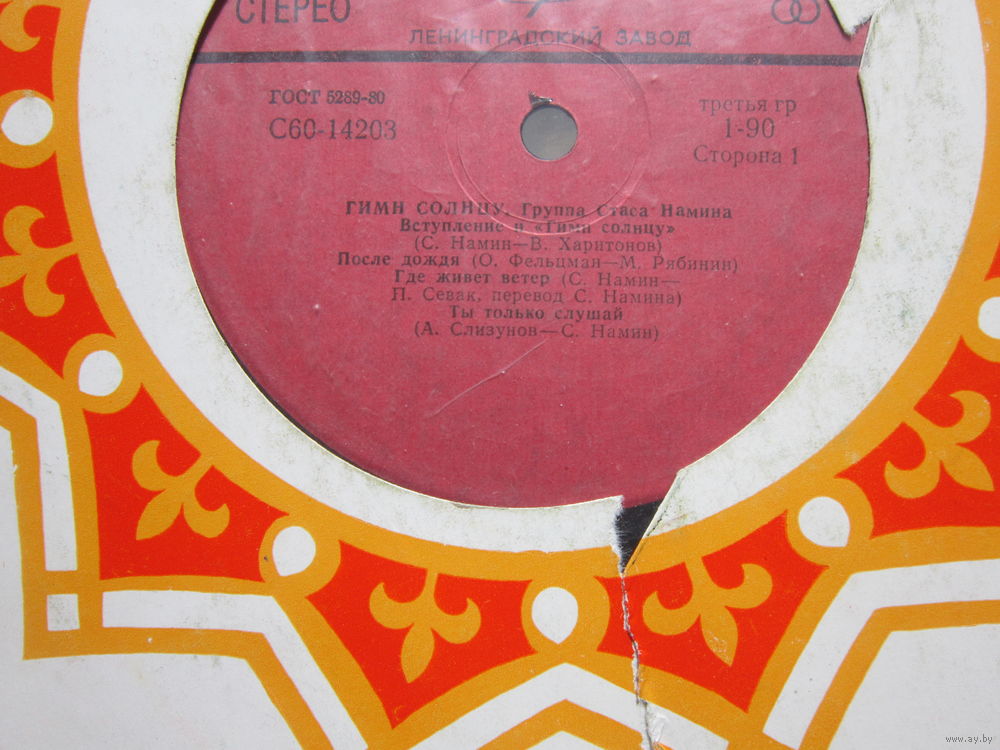 СТЕРЕО
ЛЕНИНГРАДСКИЙ ЗАВОД
ГОСТ 5289-80
С60-14203
третья гр
1-90
Сторона 1
ГИМН СОЛНЦУ. Группа Стаса Намина
Вступление и «Гимн солнцу»
(С. Намин—В. Харитонов)
После дождя (О. Фельцман—М. Рябинин)
Где живет ветер (С. Намин—
П. Севак, перевод С. Намина)
Ты только слушай
(А. Слизунов—С. Намин)
www.ay.by